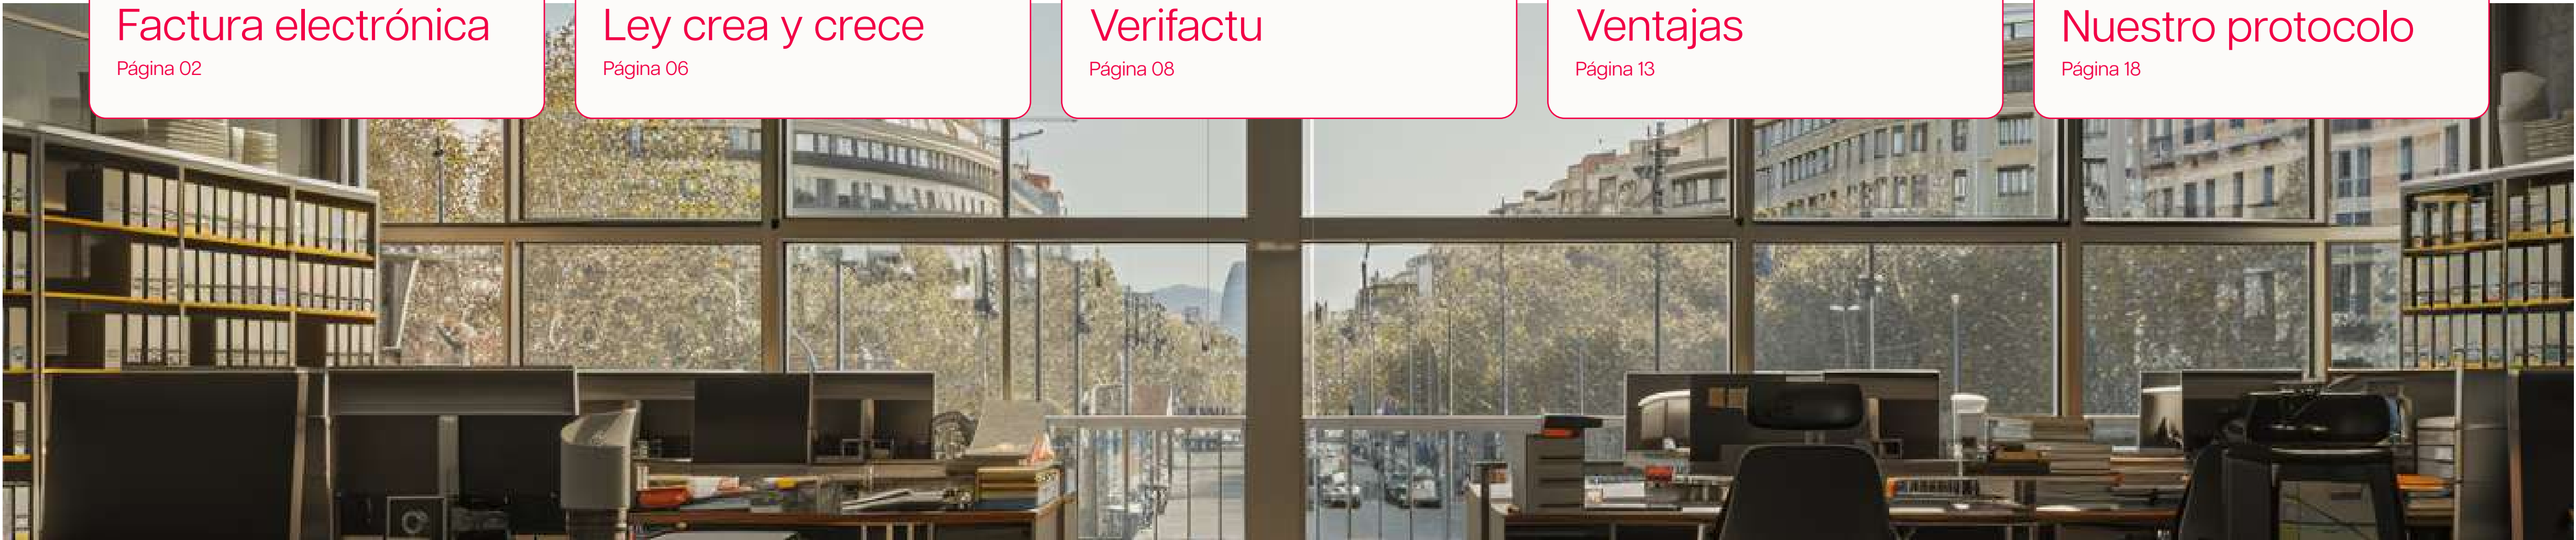 Factura electrónica
Página 02
Ley crea y crece
Página 06
Verifactu
Página 08
Ventajas
Página 13
Nuestro protocolo
Página 18